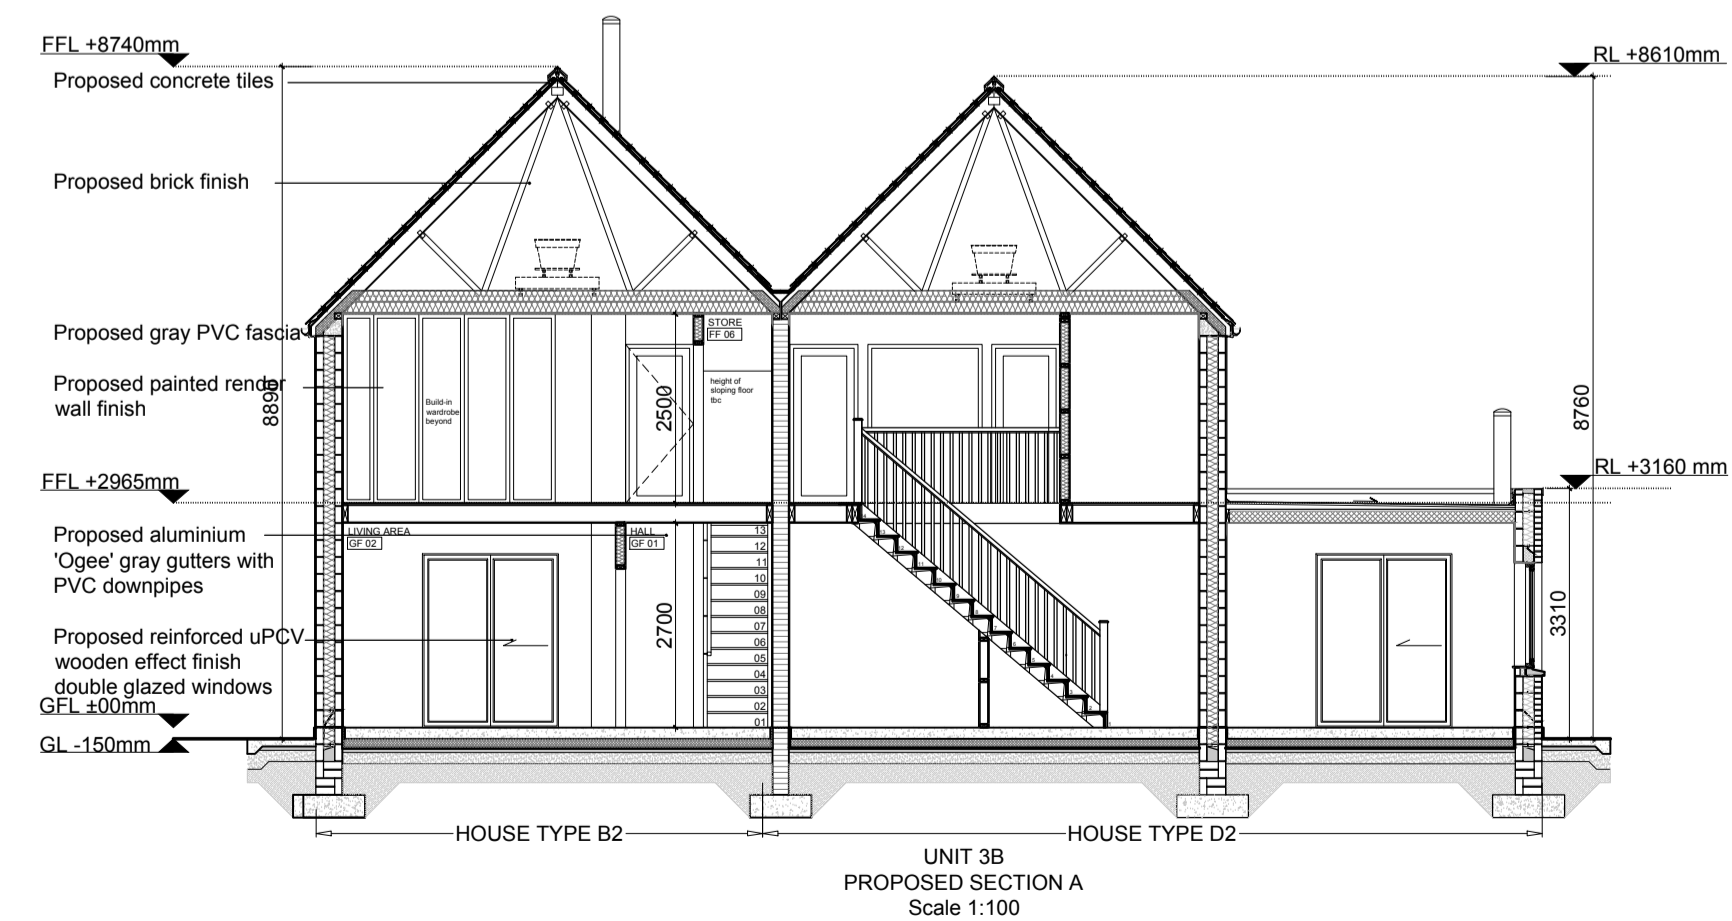 FFL +8740mm
RL +8610mm
Proposed concrete tiles
Proposed brick finish
Proposed gray PVC fascia
STORE
FF 06
Proposed painted render
wall finish
8890
Build-in
wardrobe
beyond
2500
height of
sloping floor
tbc
8760
FFL +2965mm
RL +3160 mm
Proposed aluminium
'Ogee' gray gutters with
PVC downpipes
LIVING AREA
GF 02
HALL
GF 01
13
12
11
10
09
08
07
06
05
04
03
02
01
2700
3310
Proposed reinforced uPCV
wooden effect finish
double glazed windows
GFL ±00mm
GL -150mm
HOUSE TYPE B2
HOUSE TYPE D2
UNIT 3B
PROPOSED SECTION A
Scale 1:100